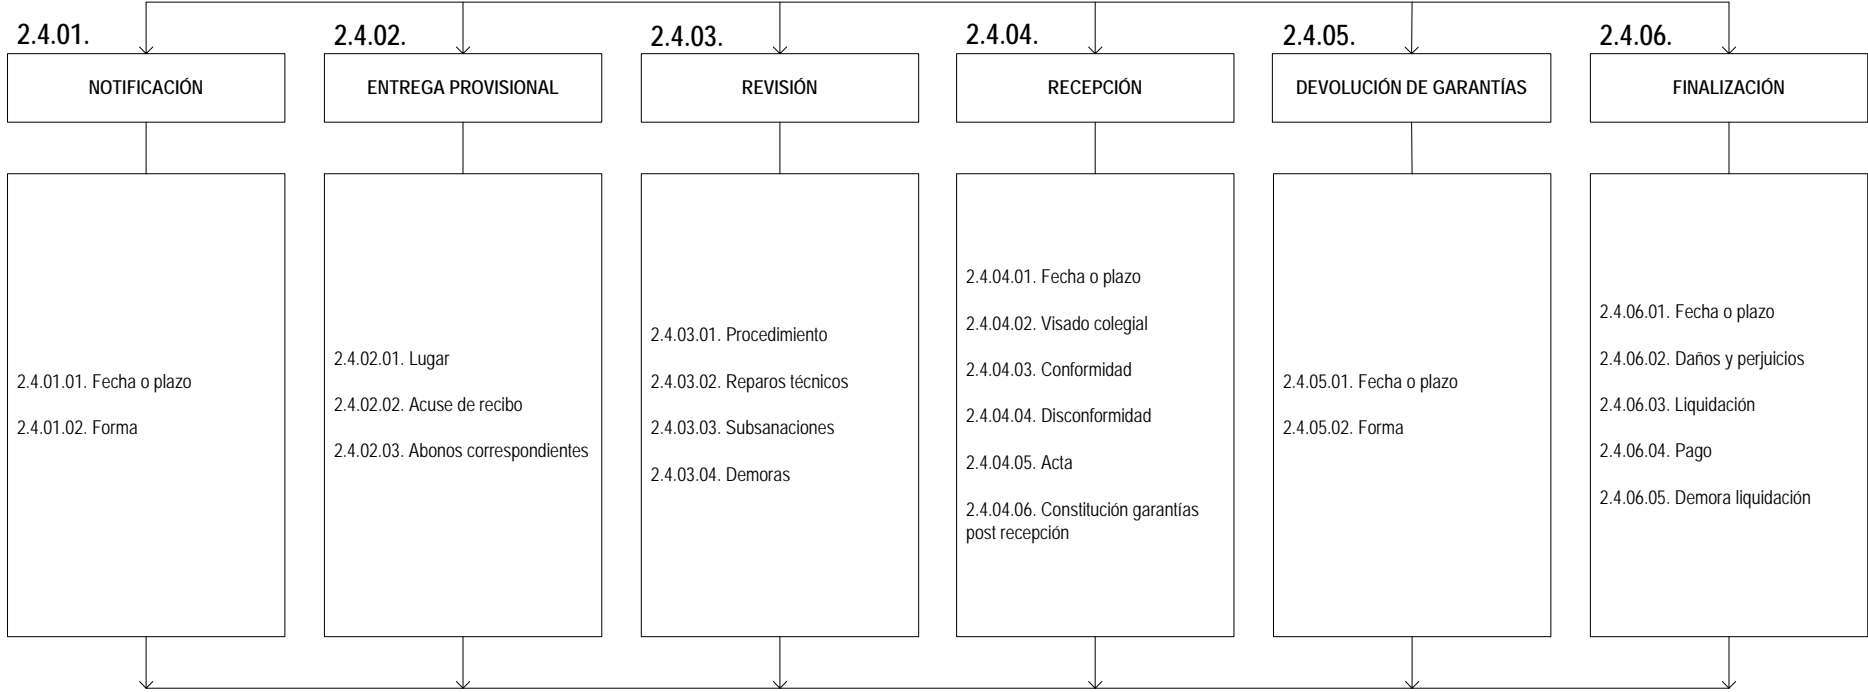 2.4.01.
NOTIFICACIÓN
2.4.01.01. Fecha o plazo
2.4.01.02. Forma
2.4.02.
ENTREGA PROVISIONAL
2.4.02.01. Lugar
2.4.02.02. Acuse de recibo
2.4.02.03. Abonos correspondientes
2.4.03.
REVISIÓN
2.4.03.01. Procedimiento
2.4.03.02. Reparos técnicos
2.4.03.03. Subsanaciones
2.4.03.04. Demoras
2.4.04.
RECEPCIÓN
2.4.04.01. Fecha o plazo
2.4.04.02. Visado colegial
2.4.04.03. Conformidad
2.4.04.04. Disconformidad
2.4.04.05. Acta
2.4.04.06. Constitución garantías
post recepción
2.4.05.
DEVOLUCIÓN DE GARANTÍAS
2.4.05.01. Fecha o plazo
2.4.05.02. Forma
2.4.06.
FINALIZACIÓN
2.4.06.01. Fecha o plazo
2.4.06.02. Daños y perjuicios
2.4.06.03. Liquidación
2.4.06.04. Pago
2.4.06.05. Demora liquidación